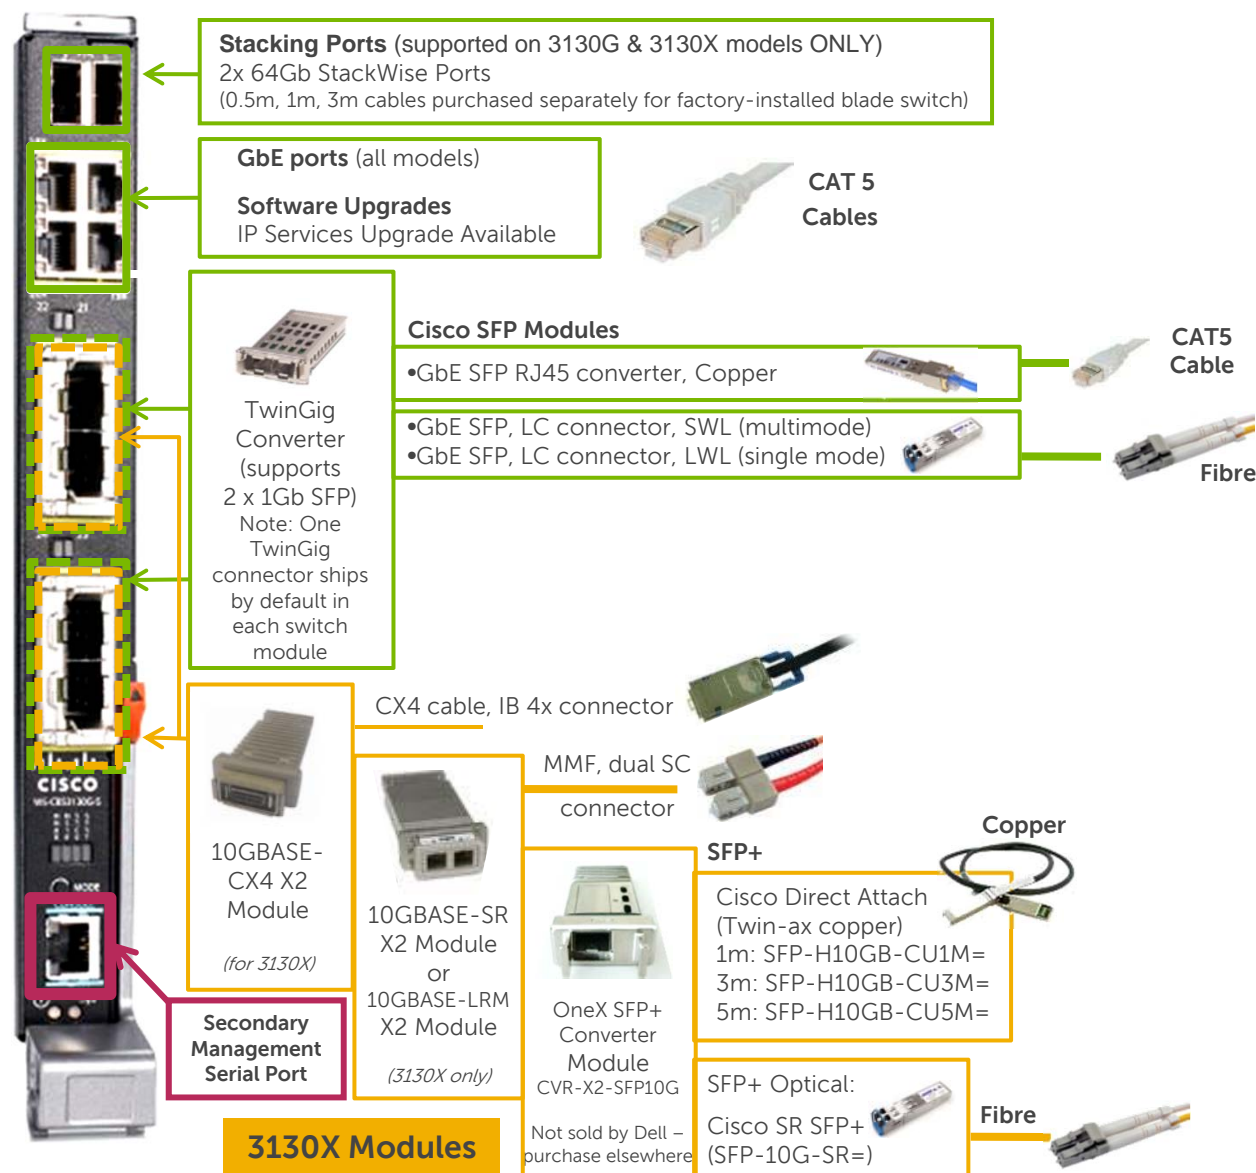 Stacking Ports (supported on 3130G & 3130X models ONLY)
2x 64Gb StackWise Ports
(0.5m, 1m, 3m cables purchased separately for factory-installed blade switch)
GbE ports (all models)
Software Upgrades
IP Services Upgrade Available
CAT 5
Cables
22 21
TwinGig
Converter
(supports
2 x 1Gb SFP)
Note: One
TwinGig
connector ships
by default in
each switch
module
Cisco SFP Modules
•GbE SFP RJ45 converter, Copper
CAT5
Cable
•GbE SFP, LC connector, SWL (multimode)
•GbE SFP, LC connector, LWL (single mode)
Fibre
CX4 cable, IB 4x connector
MMF, dual SC
connector
10GBASE-
CX4 X2
Module
(for 3130X)
10GBASE-SR
X2 Module
or
10GBASE-LRM
X2 Module
(3130X only)
OneX SFP+
Converter
Module
CVR-X2-SFP10G
Not sold by Dell –
purchase elsewhere
SFP+
Copper
Cisco Direct Attach
(Twin-ax copper)
1m: SFP-H10GB-CU1M=
3m: SFP-H10GB-CU3M=
5m: SFP-H10GB-CU5M=
SFP+ Optical:
Cisco SR SFP+
(SFP-10G-SR=)
Fibre
CISCO
WS-CBS3130G-S
MODE
Secondary
Management
Serial Port
3130X Modules